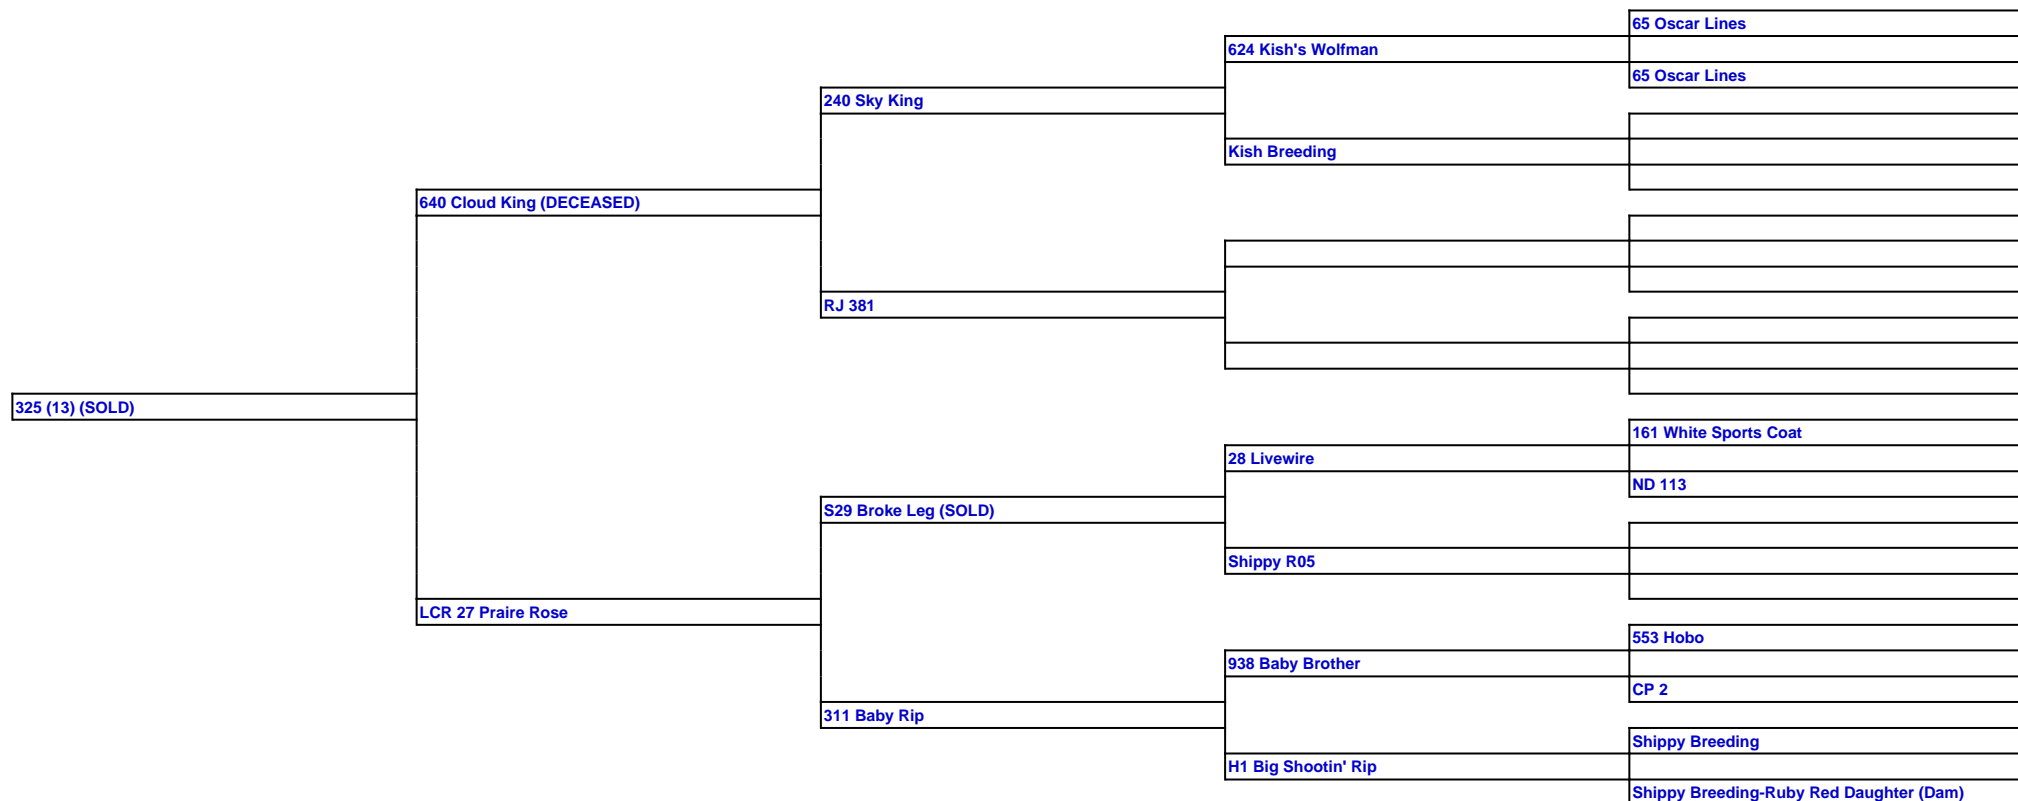 65 Oscar Lines
624 Kish's Wolfman
65 Oscar Lines
240 Sky King
Kish Breeding
640 Cloud King (DECEASED)
RJ 381
325 (13) (SOLD)
161 White Sports Coat
28 Livewire
ND 113
S29 Broke Leg (SOLD)
Shippy R05
LCR 27 Praire Rose
553 Hobo
938 Baby Brother
CP 2
311 Baby Rip
Shippy Breeding
H1 Big Shootin' Rip
Shippy Breeding-Ruby Red Daughter (Dam)